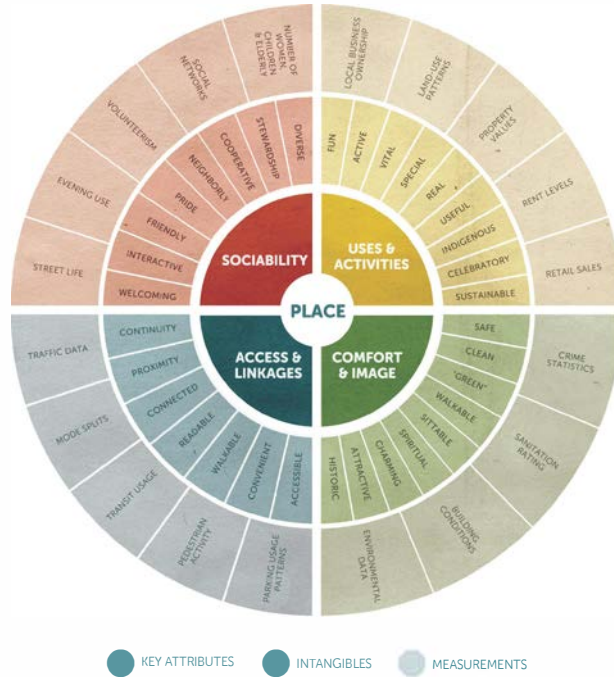 NUMBER OF
WOMEN,
CHILDREN
& ELDERLY
SOCIAL
NETWORKS
VOLUNTEERISM
EVENING USE
STREET LIFE
DIVERSE
STEWARDSHIP
COOPERATIVE
NEIGHBORLY
PRIDE
FRIENDLY
INTERACTIVE
WELCOMING
SOCIABILITY
LOCAL BUSINESS
OWNERSHIP
LAND-USE
PATTERNS
PROPERTY
VALUES
RENT LEVELS
RETAIL SALES
FUN
ACTIVE
VITAL
SPECIAL
REAL
USEFUL
INDIGENOUS
CELEBRATORY
SUSTAINABLE
USES &
ACTIVITIES
PLACE
ACCESS &
LINKAGES
CONTINUITY
PROXIMITY
CONNECTED
READABLE
WALKABLE
CONVENIENT
ACCESSIBLE
TRAFFIC DATA
MODE SPLITS
TRANSIT USAGE
PEDESTRIAN
ACTIVITY
PARKING USAGE
PATTERNS
COMFORT
& IMAGE
SAFE
CLEAN
"GREEN"
WALKABLE
SITTABLE
SPIRITUAL
CHARMING
ATTRACTIVE
HISTORIC
CRIME
STATISTICS
SANITATION
RATING
BUILDING
CONDITIONS
ENVIRONMENTAL
DATA
KEY ATTRIBUTES
INTANGIBLES
MEASUREMENTS